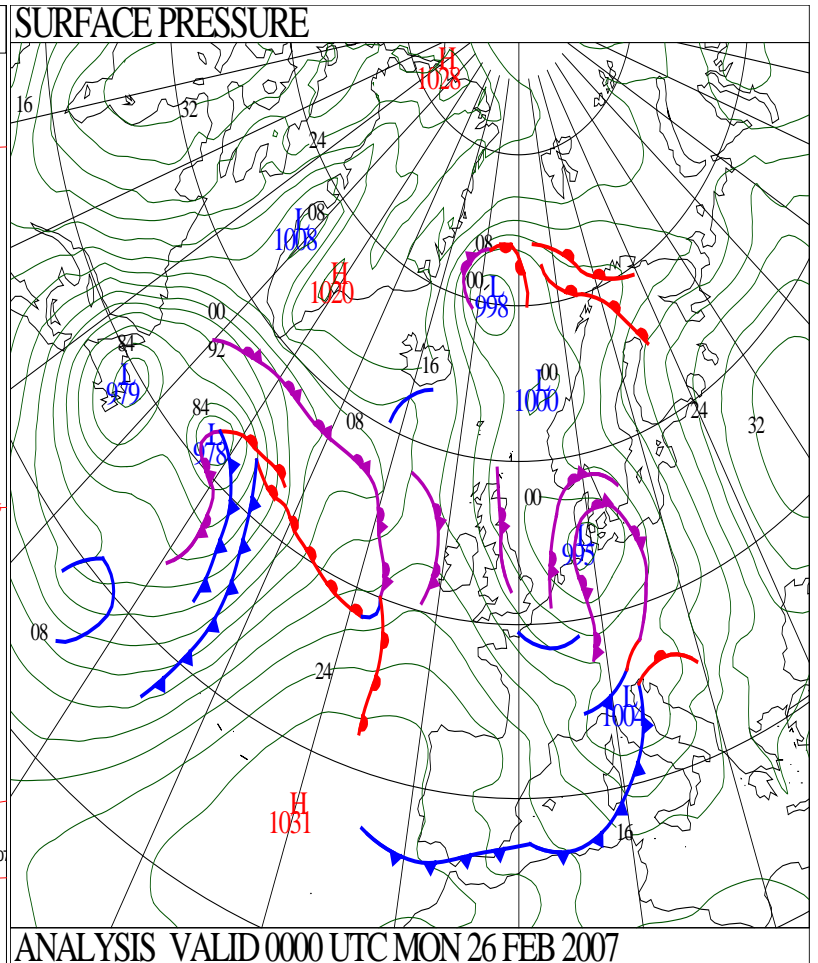 SURFACE PRESSURE
H
1028
16
32
24
L
08
1008
08
H
1020
00
L
998
00
92
84
L
979
16
00
L
1000
24
32
84
08
L
978
00
L
995
08
24
L
1004
H
1031
16
ANALYSIS VALID 0000 UTC MON 26 FEB 2007